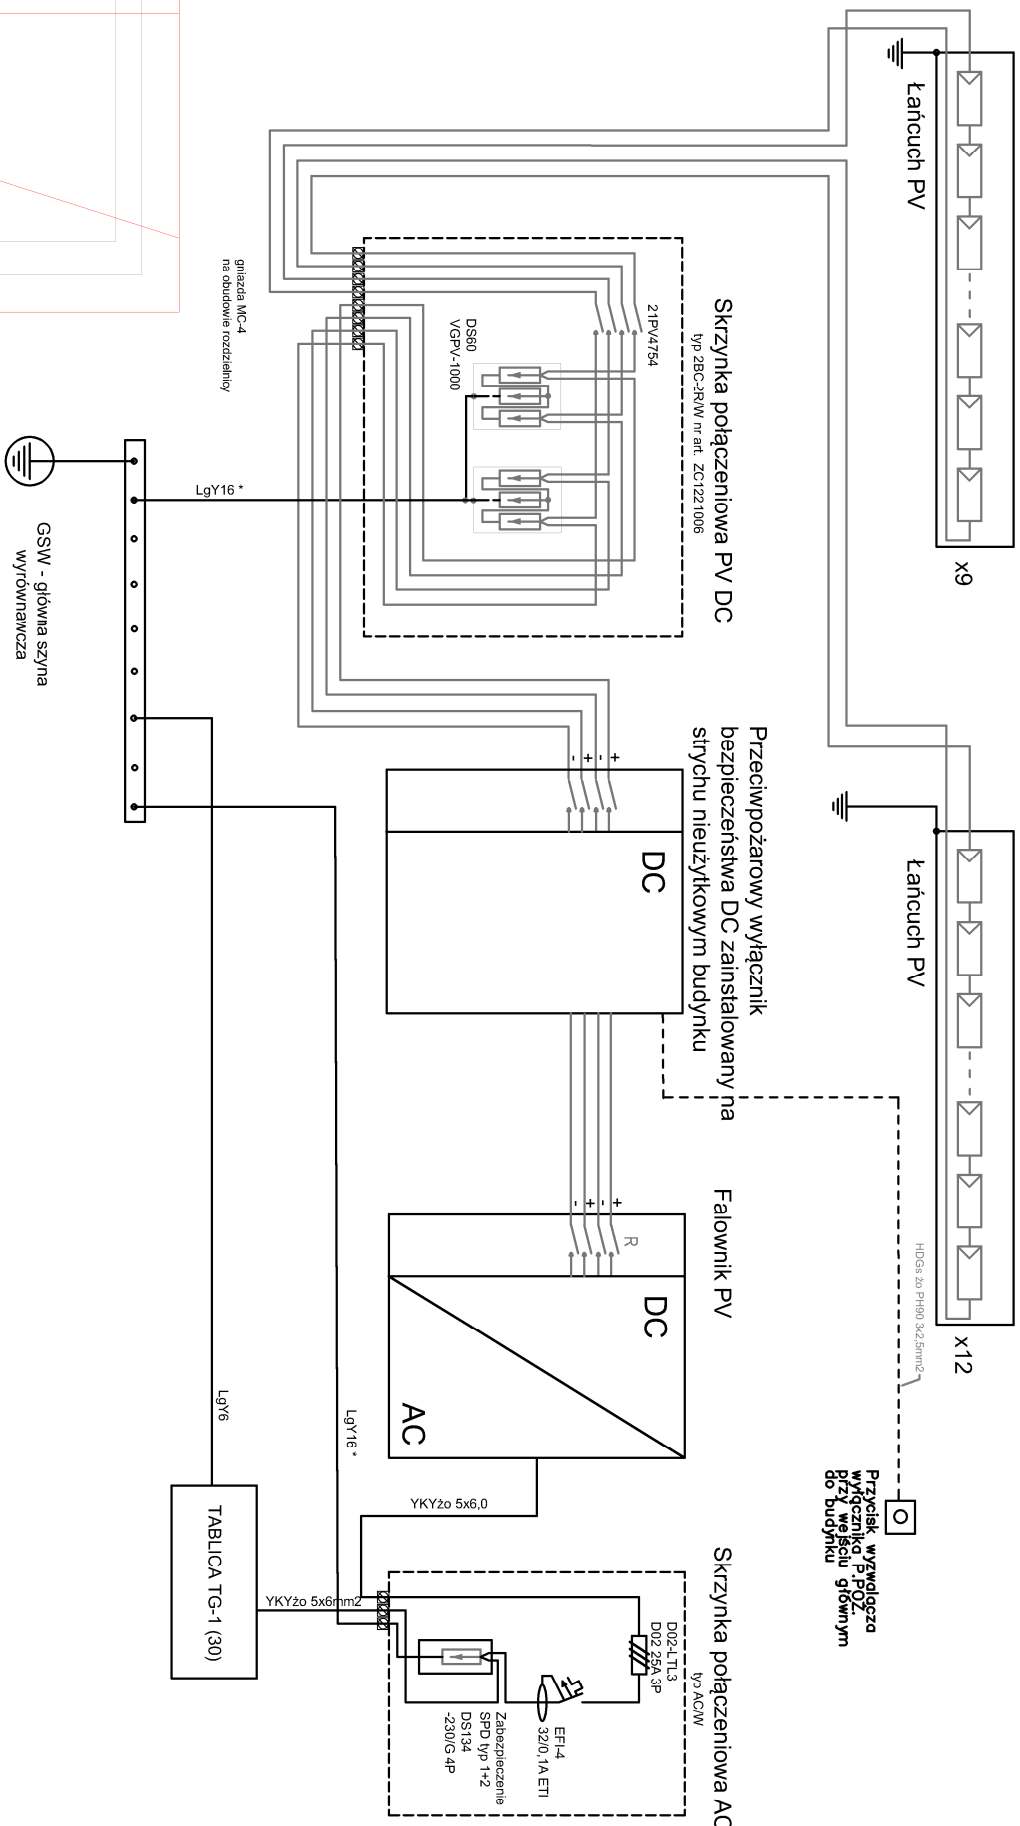 Łańcuch PV
x9
Łańcuch PV
x12
HDGs żo PH90 3x2,5mm2
Przycisk wyzwalącza
wyłącznika P.POŻ.
przy wejściu głównym
do budynku
Skrzynka połączeniowa PV DC
typ 2BC-2R/W nr art. ZC1221006
21PV4754
DS60
VGPV-1000
gniazda MC-4
na obudowie rozdzielnicy
Przeciwpożarowy wyłącznik
bezpieczeństwa DC zainstalowany na
strychu nieużytkowym budynku
- + - +
DC
Falownik PV
- + - +
R
DC
AC
Skrzynka połączeniowa AC
typ AC/W
D02-LTL3
D02 25A 3P
EFI-4
32/0,1A ETI
Zabezpieczenie
SPD typ 1+2
DS134
-230/G 4P
YKYżo 5x6,0
YKYżo 5x6mm2
LgY16 *
LgY16 *
LgY6
TABLICA TG-1 (30)
GSW - główna szyna
wyrównawcza